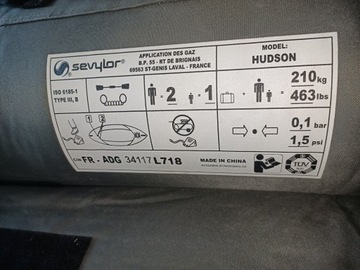 sevylor
APPLICATION DES GAZ
B.P. 55 - RT DE BRIGNAIS
69563 ST-GENIS LAVAL - FRANCE
MODEL:
HUDSON
ISO 6185-1
TYPE III, B
2 1
210kg
463lbs
1 2
0,1 bar
1,5 psi
FR - ADG 34117 L718
MADE IN CHINA
TÜV